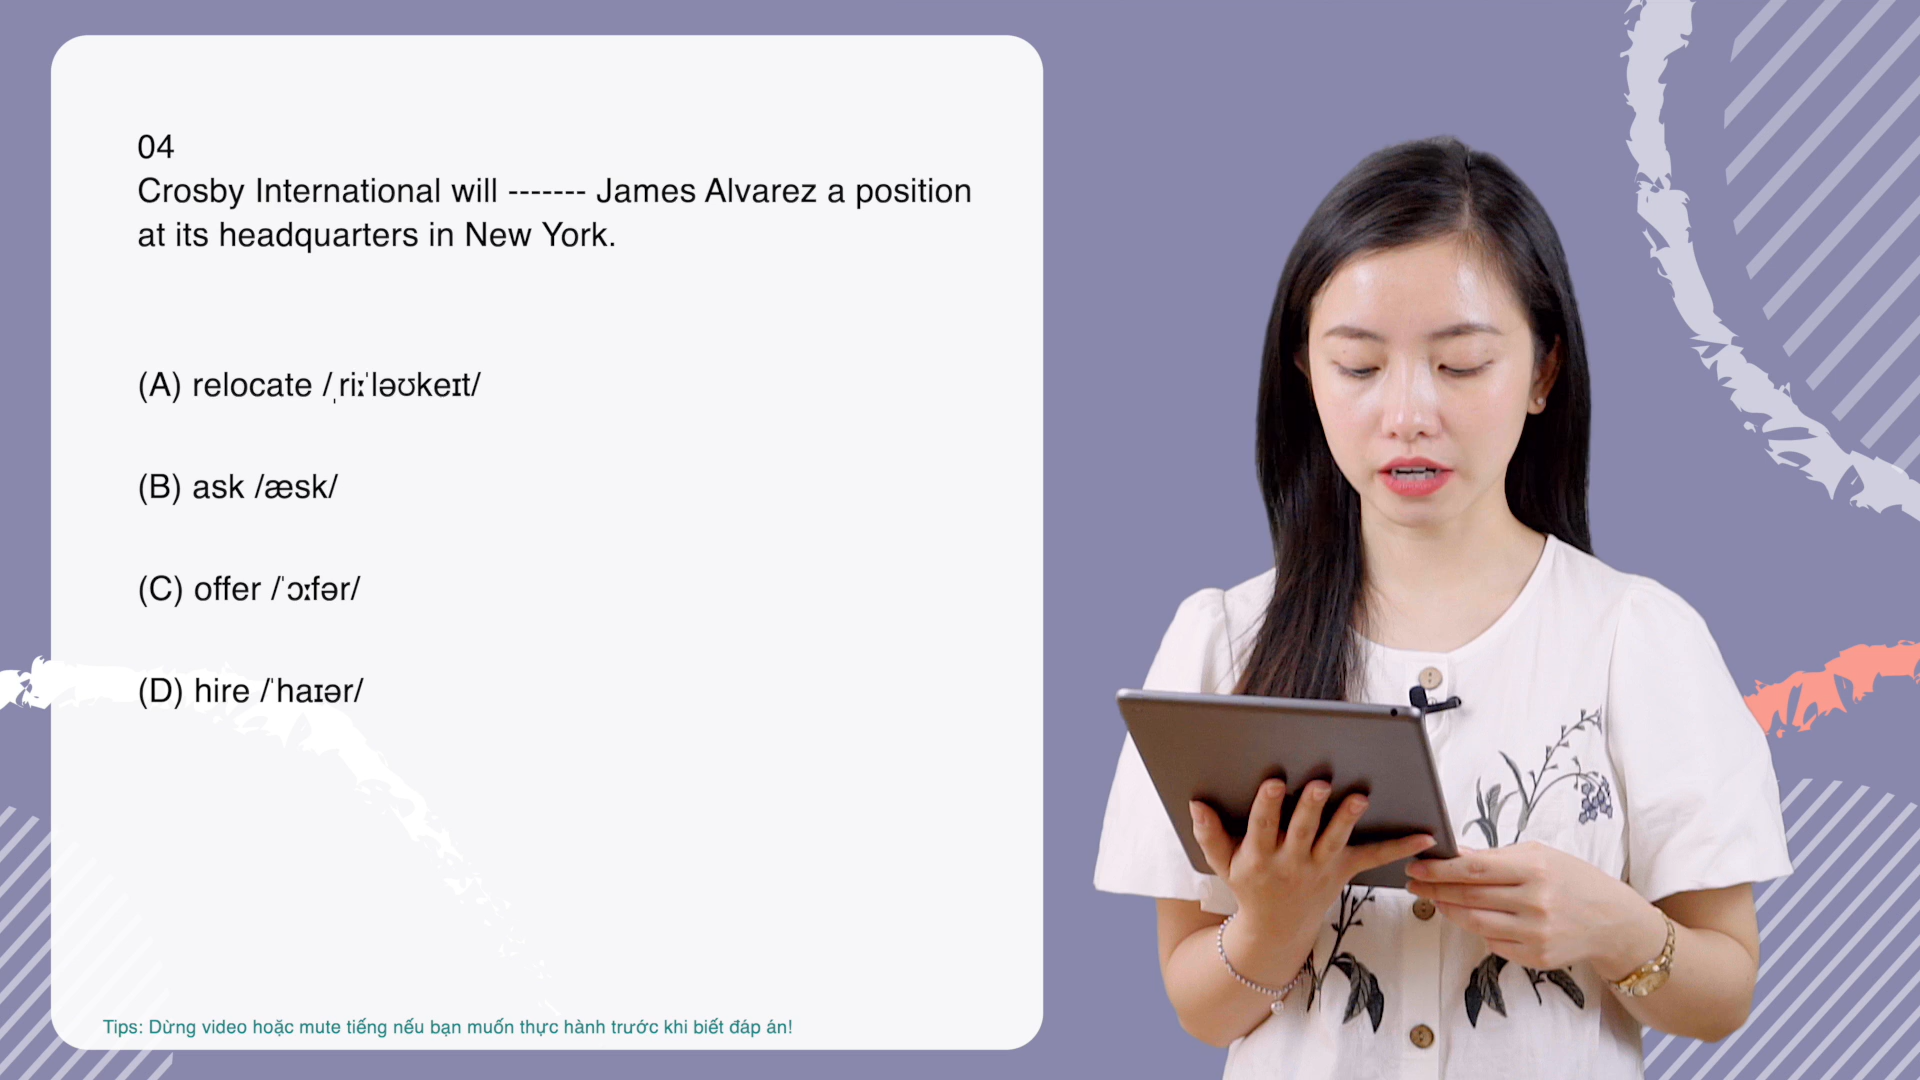 04
Crosby International will ------- James Alvarez a position
at its headquarters in New York.
(A) relocate /ˌriːˈləʊkeɪt/
(B) ask /æsk/
(C) offer /ˈɔːfər/
(D) hire /ˈhaɪər/
Tips: Dừng video hoặc mute tiếng nếu bạn muốn thực hành trước khi biết đáp án!